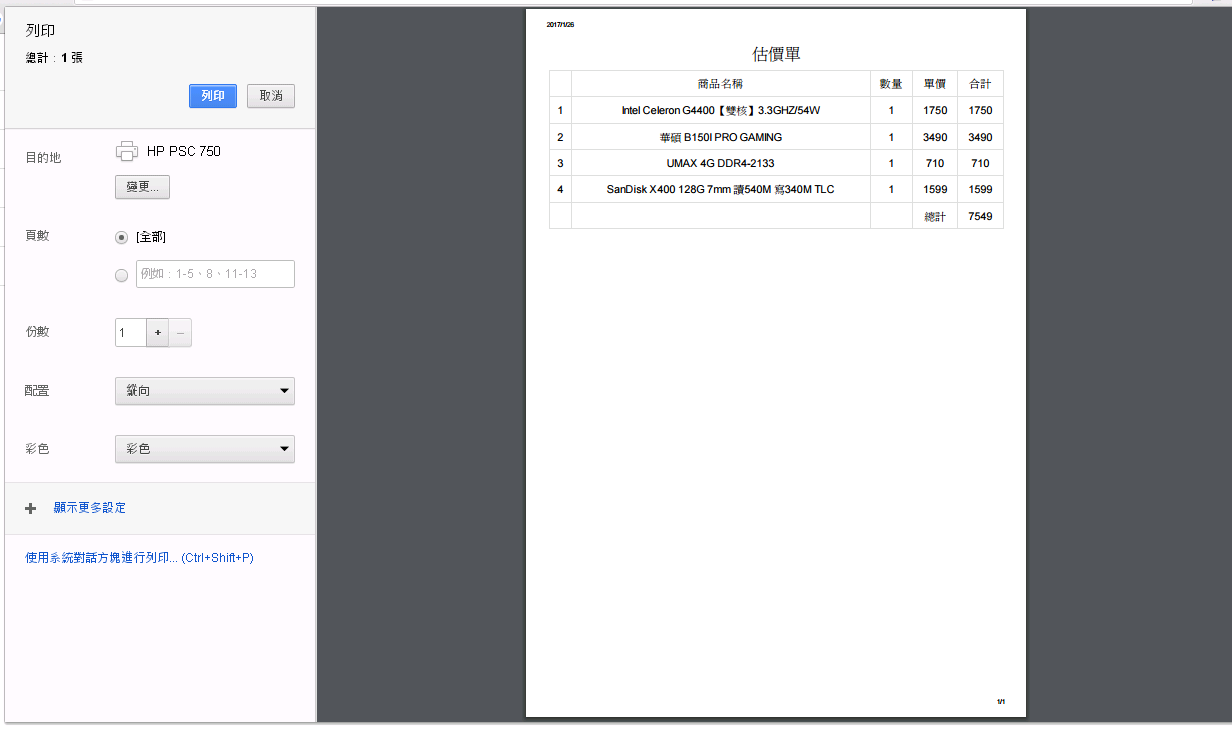 列印
總計：1 張
列印 取消
目的地 HP PSC 750
變更...
頁數 [全部]
例如：1-5、8、11-13
份數 1 + −
配置 縱向
彩色 彩色
顯示更多設定
使用系統對話方塊進行列印... (Ctrl+Shift+P)
2017/1/26
估價單
商品名稱 數量 單價 合計
1 Intel Celeron G4400【雙核】3.3GHZ/54W 1 1750 1750
2 華碩 B150I PRO GAMING 1 3490 3490
3 UMAX 4G DDR4-2133 1 710 710
4 SanDisk X400 128G 7mm 讀540M 寫340M TLC 1 1599 1599
總計 7549
1/1